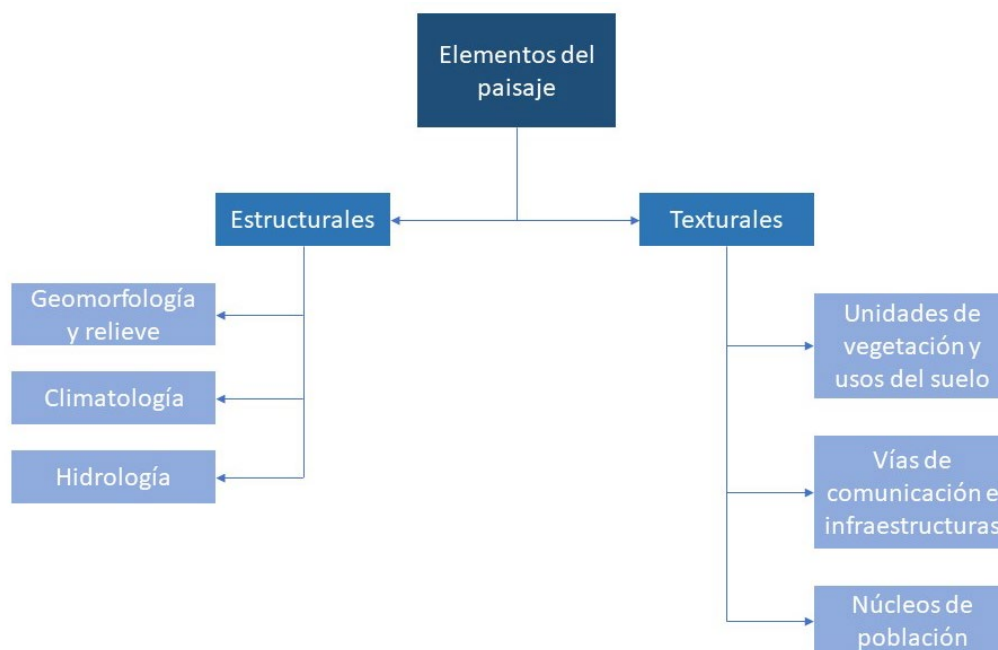 Elementos del
paisaje
Estructurales
Texturales
Geomorfología
y relieve
Climatología
Hidrología
Unidades de
vegetación y
usos del suelo
Vías de
comunicación e
infraestructuras
Núcleos de
población